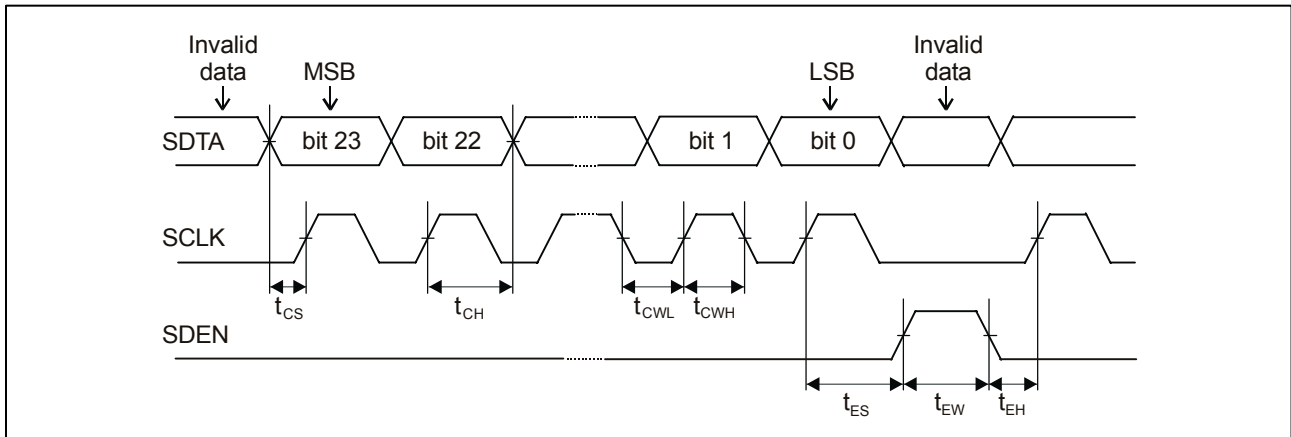 Invalid
data
MSB
LSB
Invalid
data
SDTA
bit 23
bit 22
bit 1
bit 0
SCLK
tCS
tCH
tCWL
tCWH
SDEN
tES
tEW
tEH